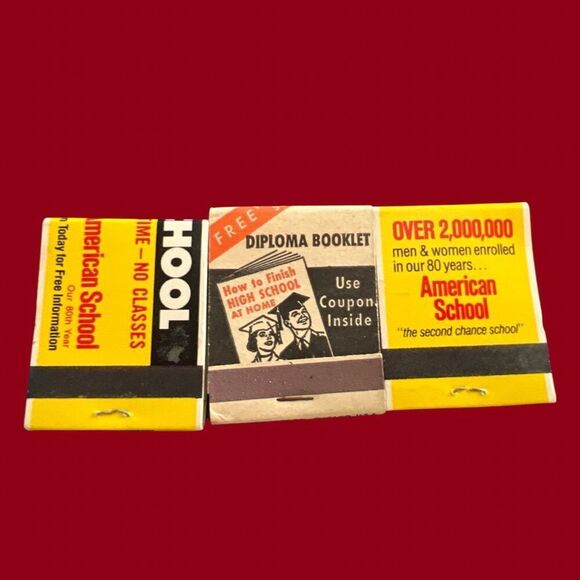 HOOL
TIME – NO CLASSES
American School
Our 80th Year
Today for Free Information
FREE
DIPLOMA BOOKLET
How to Finish
HIGH SCHOOL
AT HOME
Use
Coupon
Inside
OVER 2,000,000
men & women enrolled
in our 80 years...
American
School
"the second chance school"